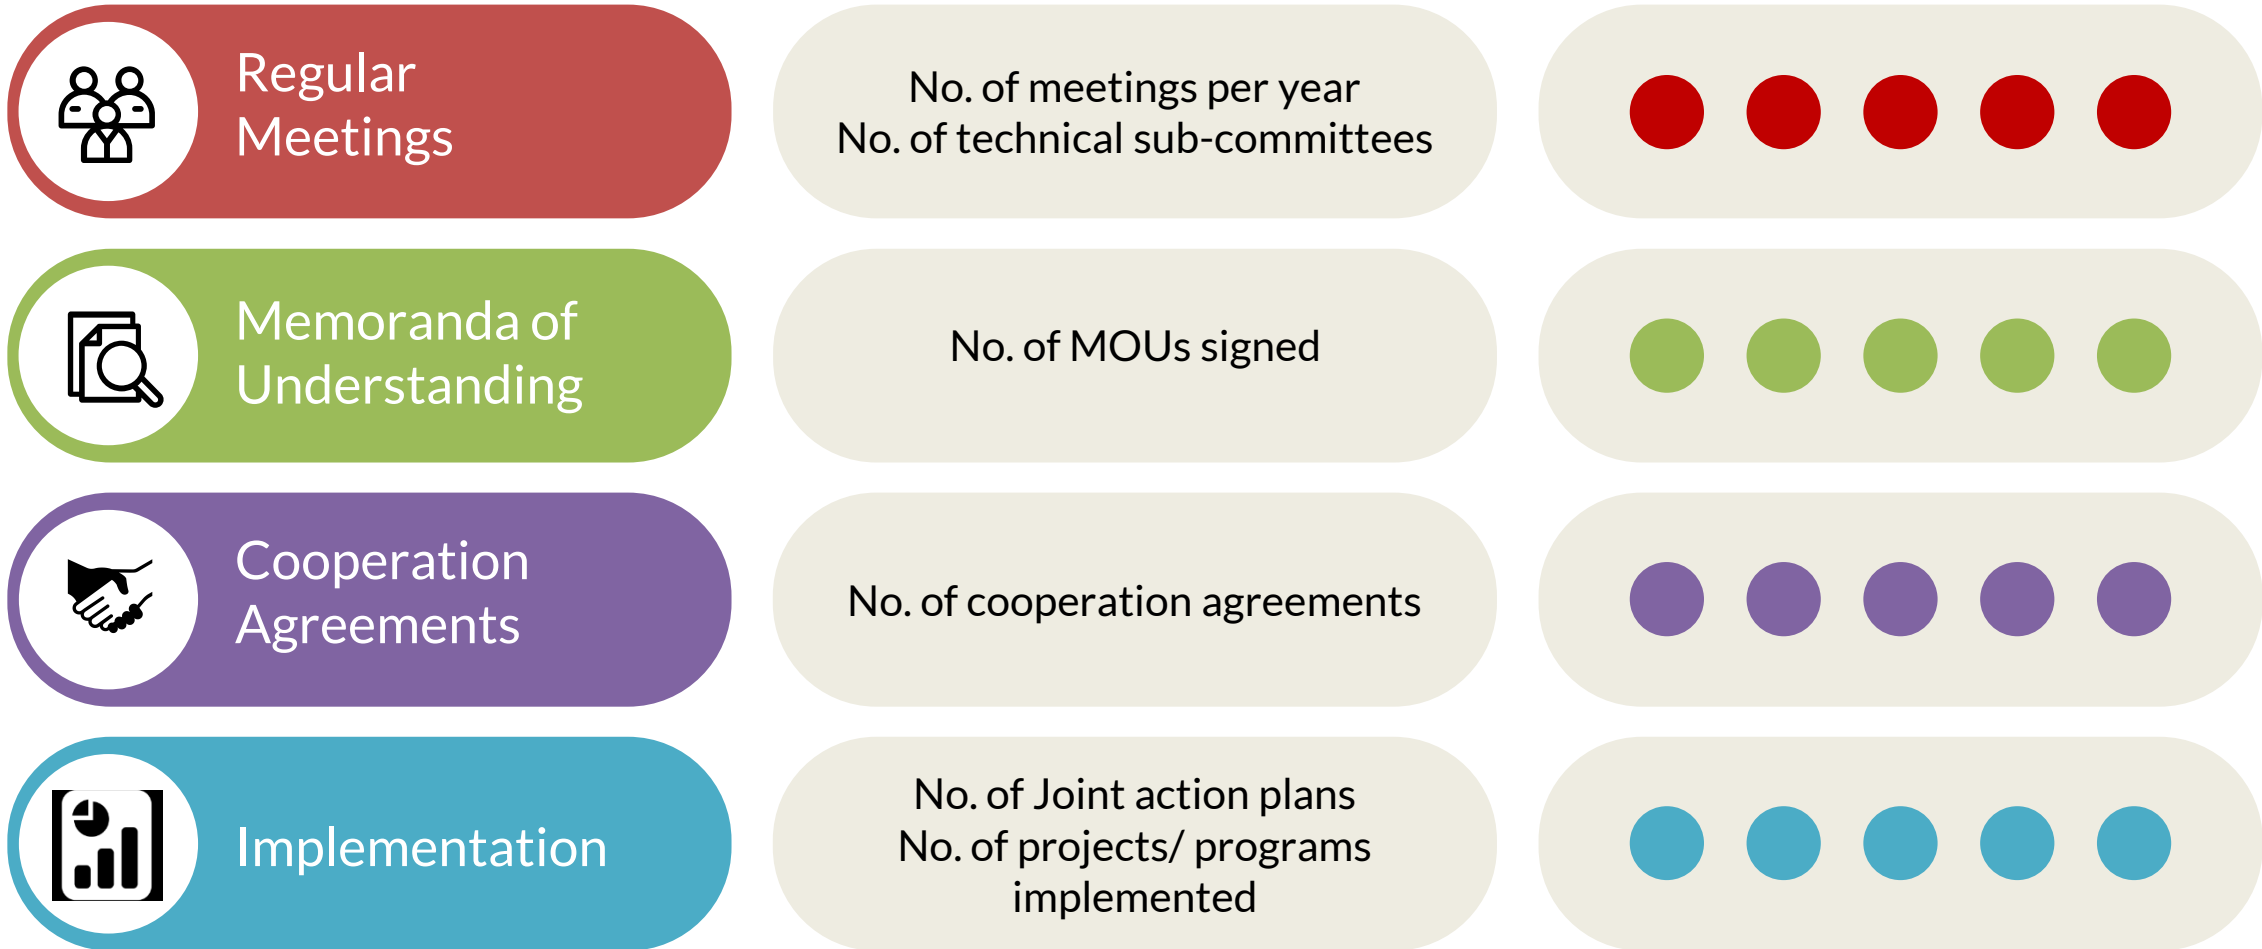 Regular
Meetings
No. of meetings per year
No. of technical sub-committees
Memoranda of
Understanding
No. of MOUs signed
Cooperation
Agreements
No. of cooperation agreements
Implementation
No. of Joint action plans
No. of projects/ programs
implemented